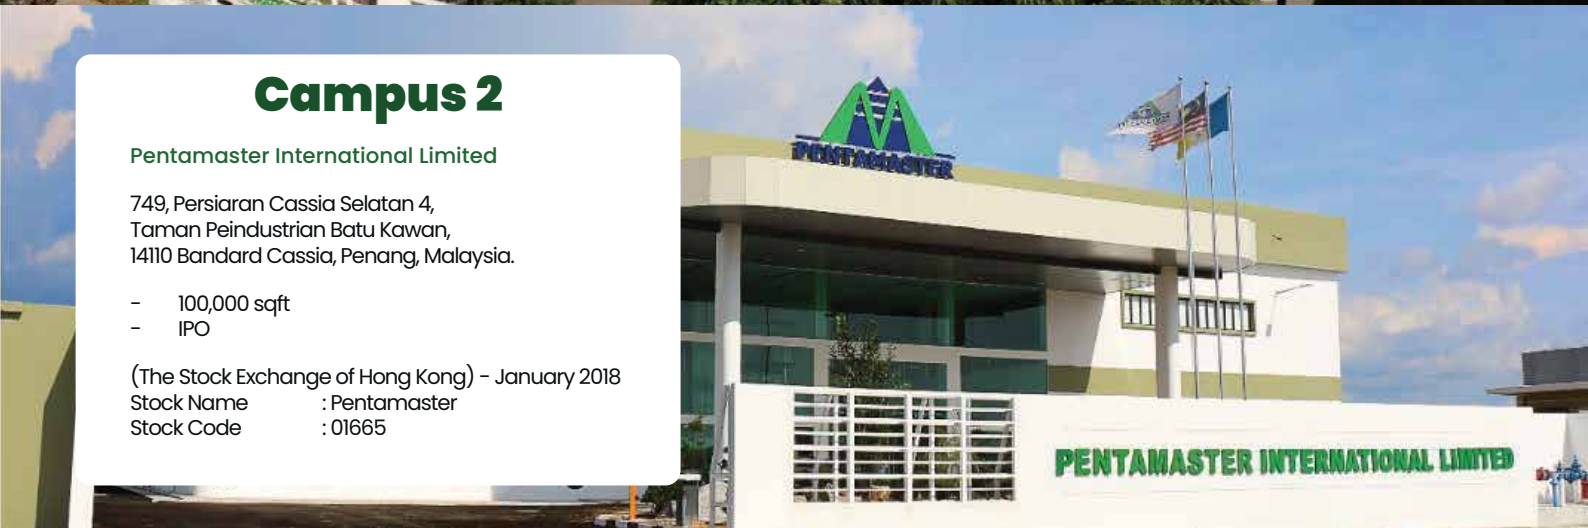 Campus 2
Pentamaster International Limited
749, Persiaran Cassia Selatan 4,
Taman Peindustrian Batu Kawan,
14110 Bandard Cassia, Penang, Malaysia.
- 100,000 sqft
- IPO
(The Stock Exchange of Hong Kong) - January 2018
Stock Name : Pentamaster
Stock Code : 01665
PENTAMASTER
PENTAMASTER INTERNATIONAL LIMITED